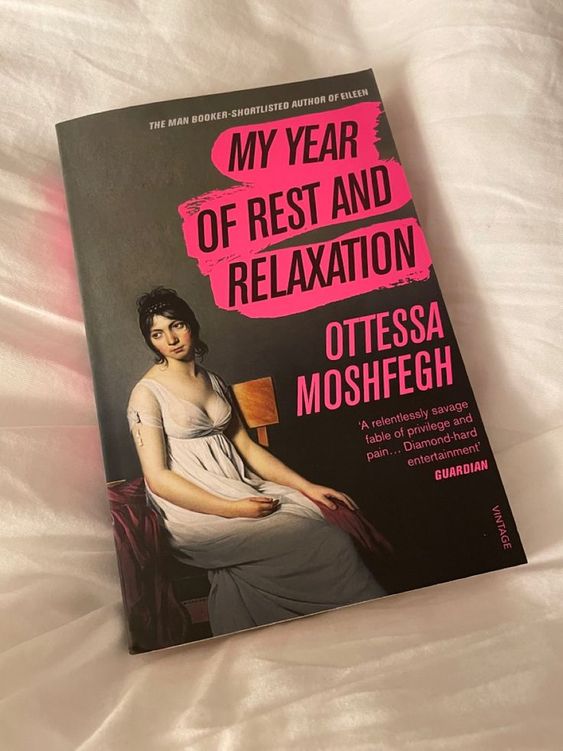 THE MAN BOOKER-SHORTLISTED AUTHOR OF EILEEN
MY YEAR
OF REST AND
RELAXATION
OTTESSA
MOSHFEGH
'A relentlessly savage
fable of privilege and
pain... Diamond-hard
entertainment'
GUARDIAN
VINTAGE